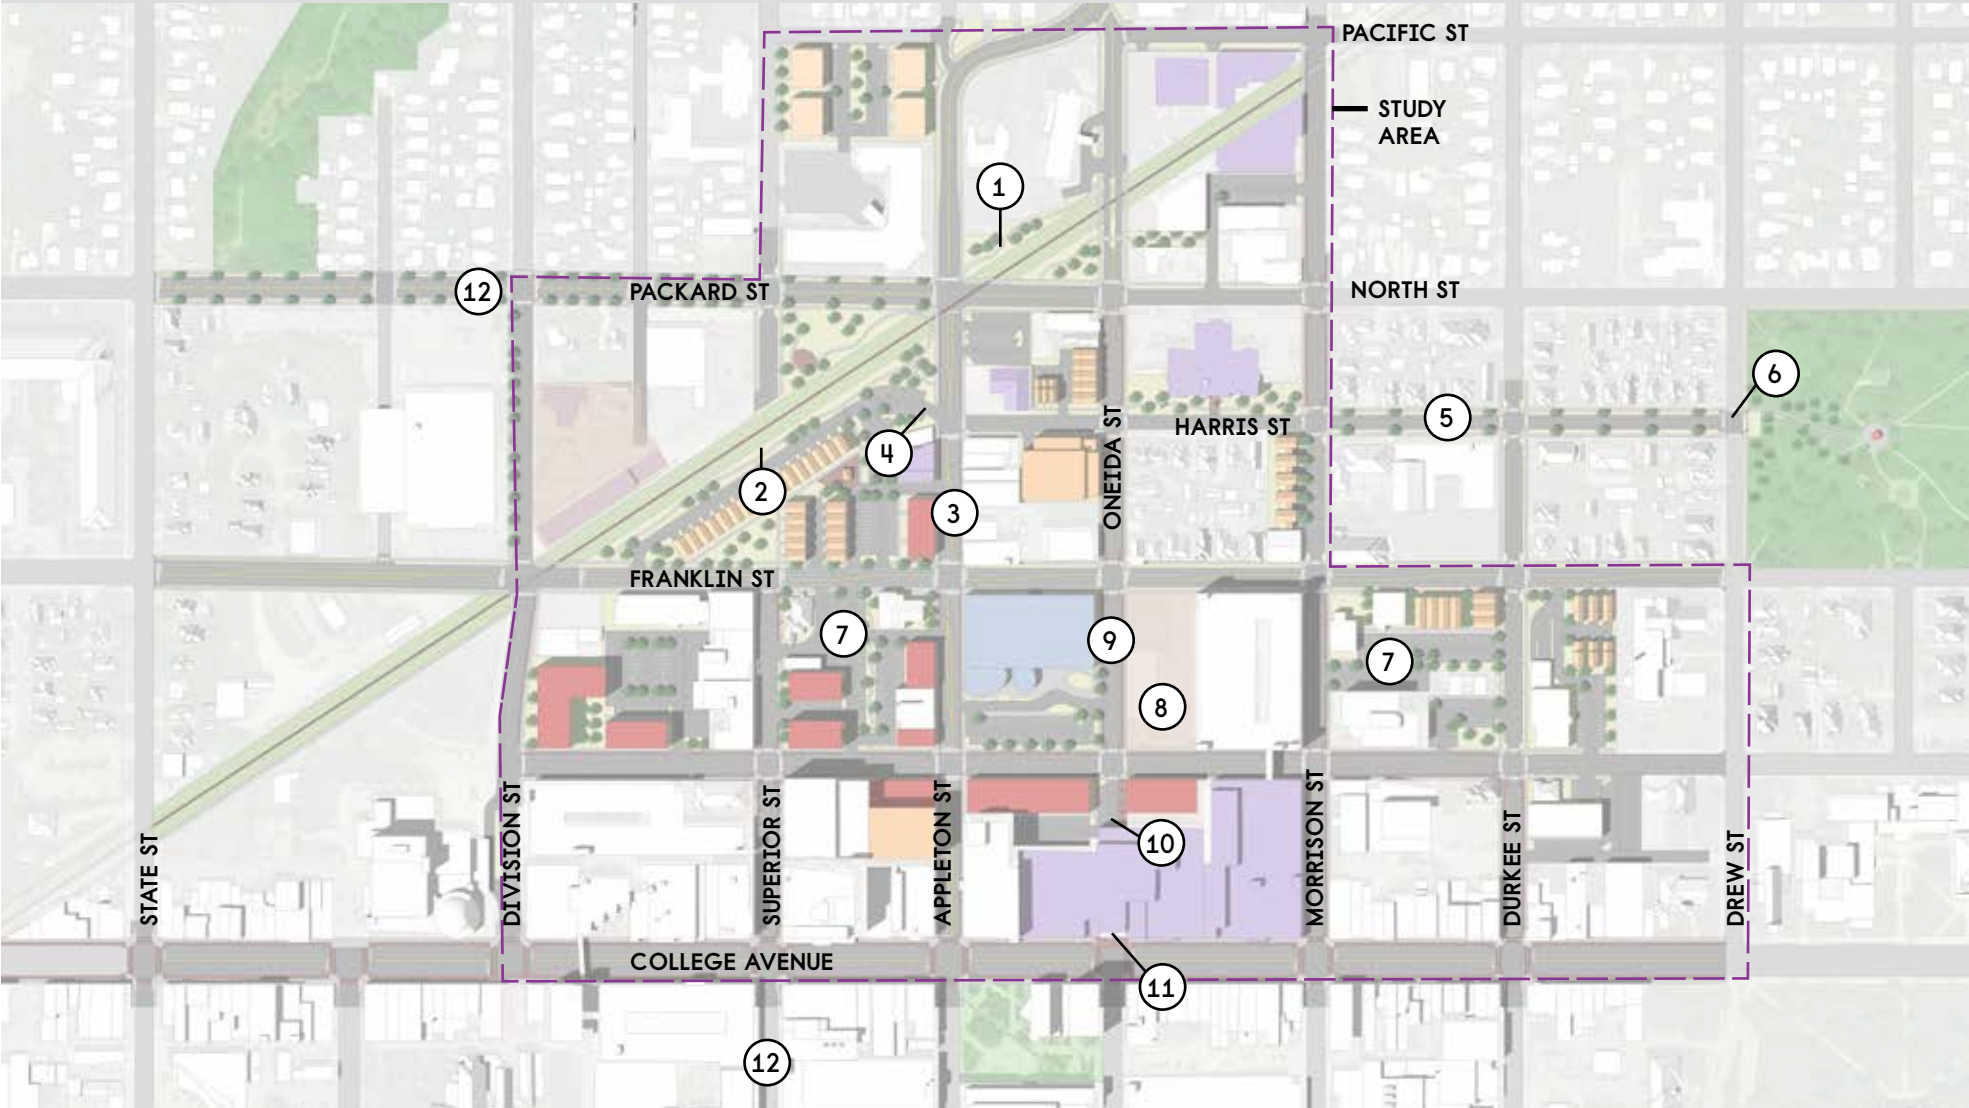 PACIFIC ST
STUDY
AREA
1
12
PACKARD ST
NORTH ST
6
5
HARRIS ST
ONEIDA ST
4
2
3
FRANKLIN ST
7
9
7
8
10
STATE ST
DIVISION ST
SUPERIOR ST
APPLETON ST
MORRISON ST
DURKEE ST
DREW ST
COLLEGE AVENUE
11
12